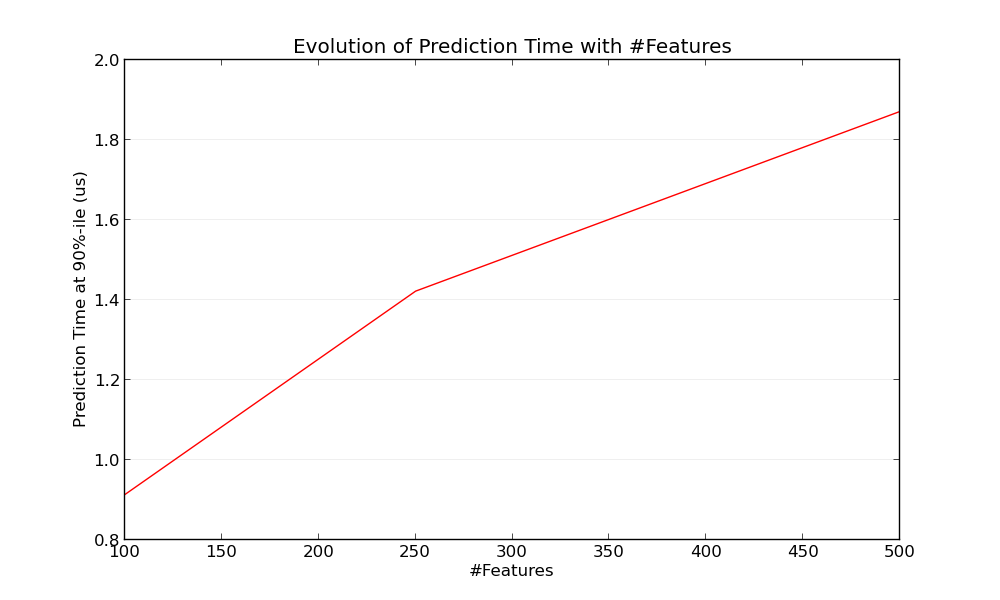 Evolution of Prediction Time with #Features
Prediction Time at 90%-ile (us)
2.0
1.8
1.6
1.4
1.2
1.0
0.8
100 150 200 250 300 350 400 450 500
#Features